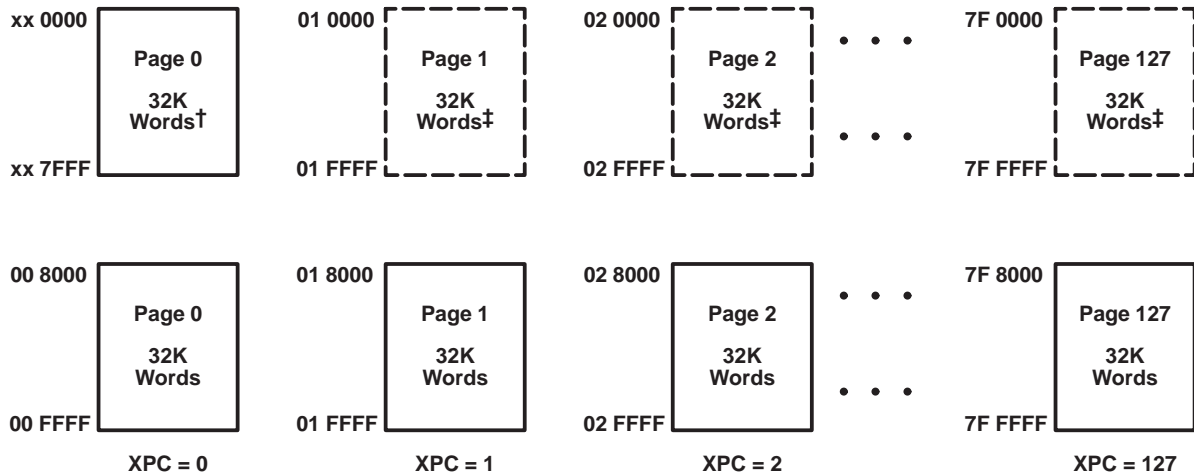 xx 0000
Page 0
32K
Words†
xx 7FFF
01 0000
Page 1
32K
Words‡
01 FFFF
02 0000
Page 2
32K
Words‡
02 FFFF
7F 0000
Page 127
32K
Words‡
7F FFFF
00 8000
Page 0
32K
Words
00 FFFF
XPC = 0
01 8000
Page 1
32K
Words
01 FFFF
XPC = 1
02 8000
Page 2
32K
Words
02 FFFF
XPC = 2
7F 8000
Page 127
32K
Words
7F FFFF
XPC = 127